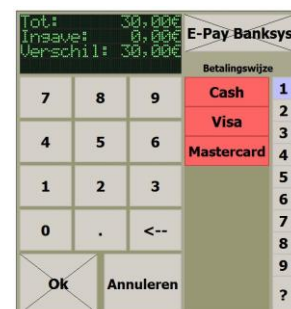 Tot: 30,00€
Ingave: 0,00€
Verschil: 30,00€
E-Pay Banksys
Betalingswijze
7 8 9
4 5 6
1 2 3
0 . <--
Ok Annuleren
Cash
Visa
Mastercard
1
2
3
4
5
6
7
8
9
?